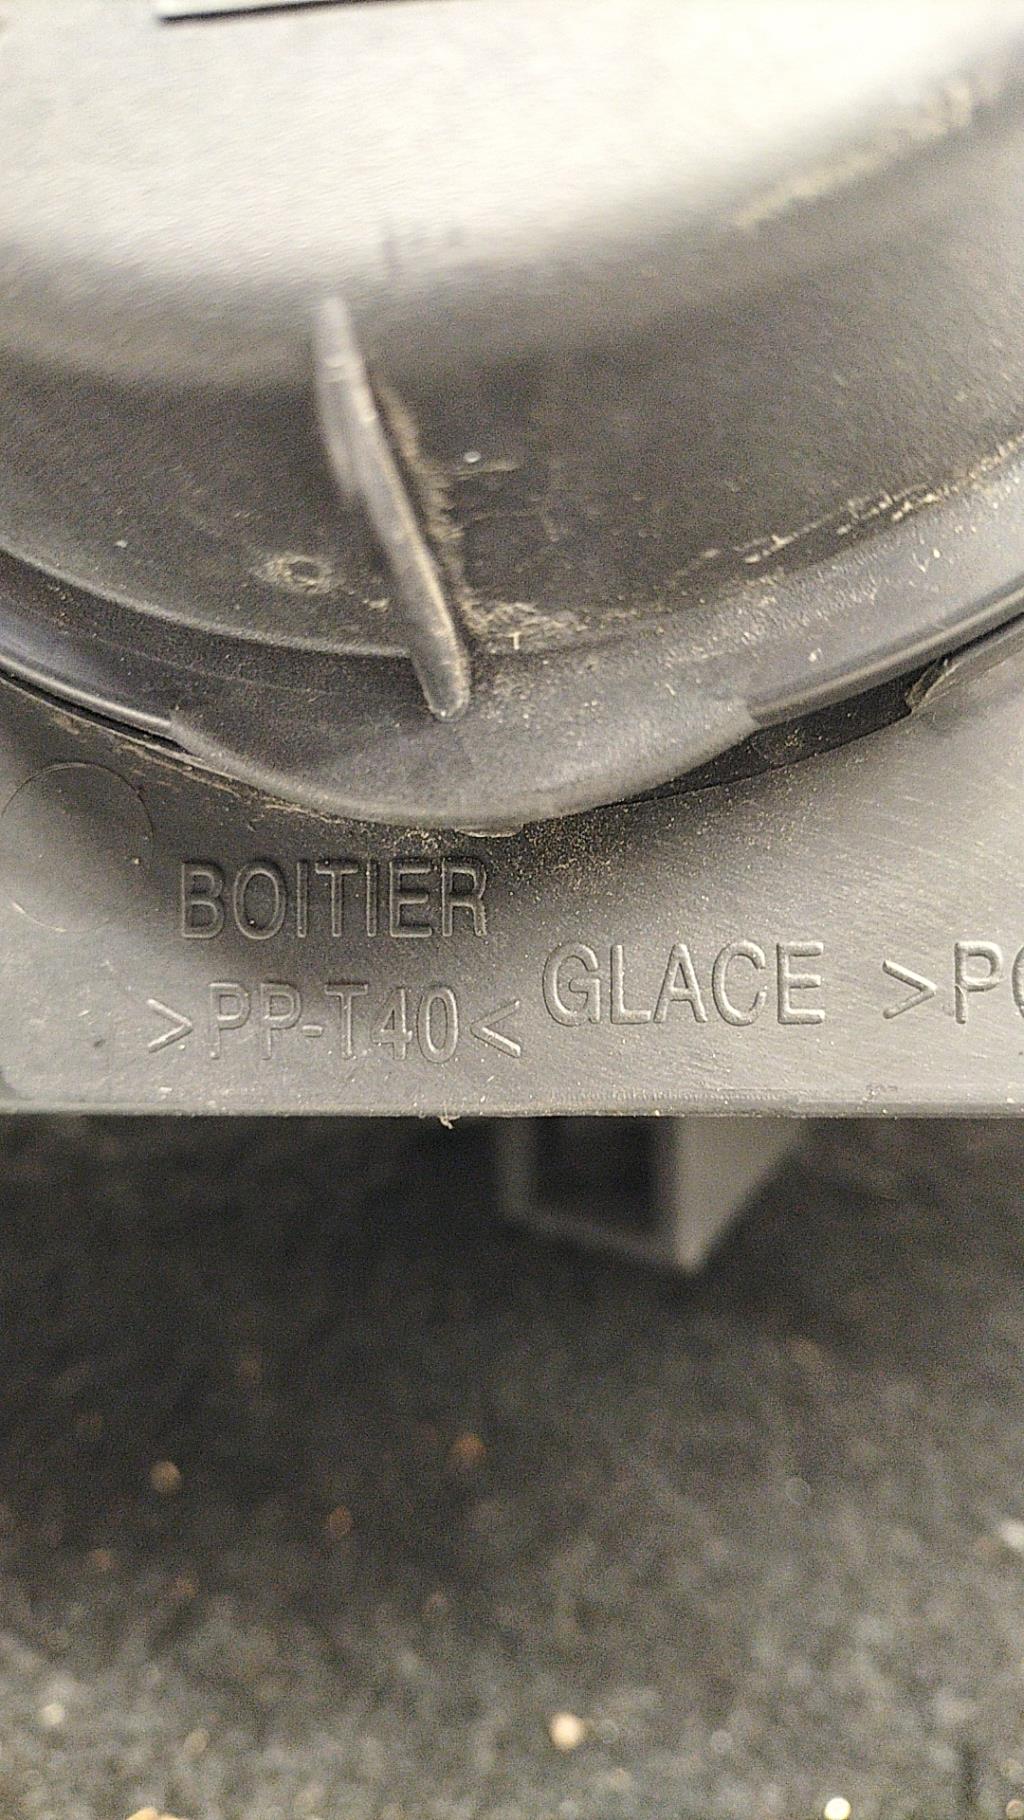 BOITIER
>PP-T40<
GLACE >P